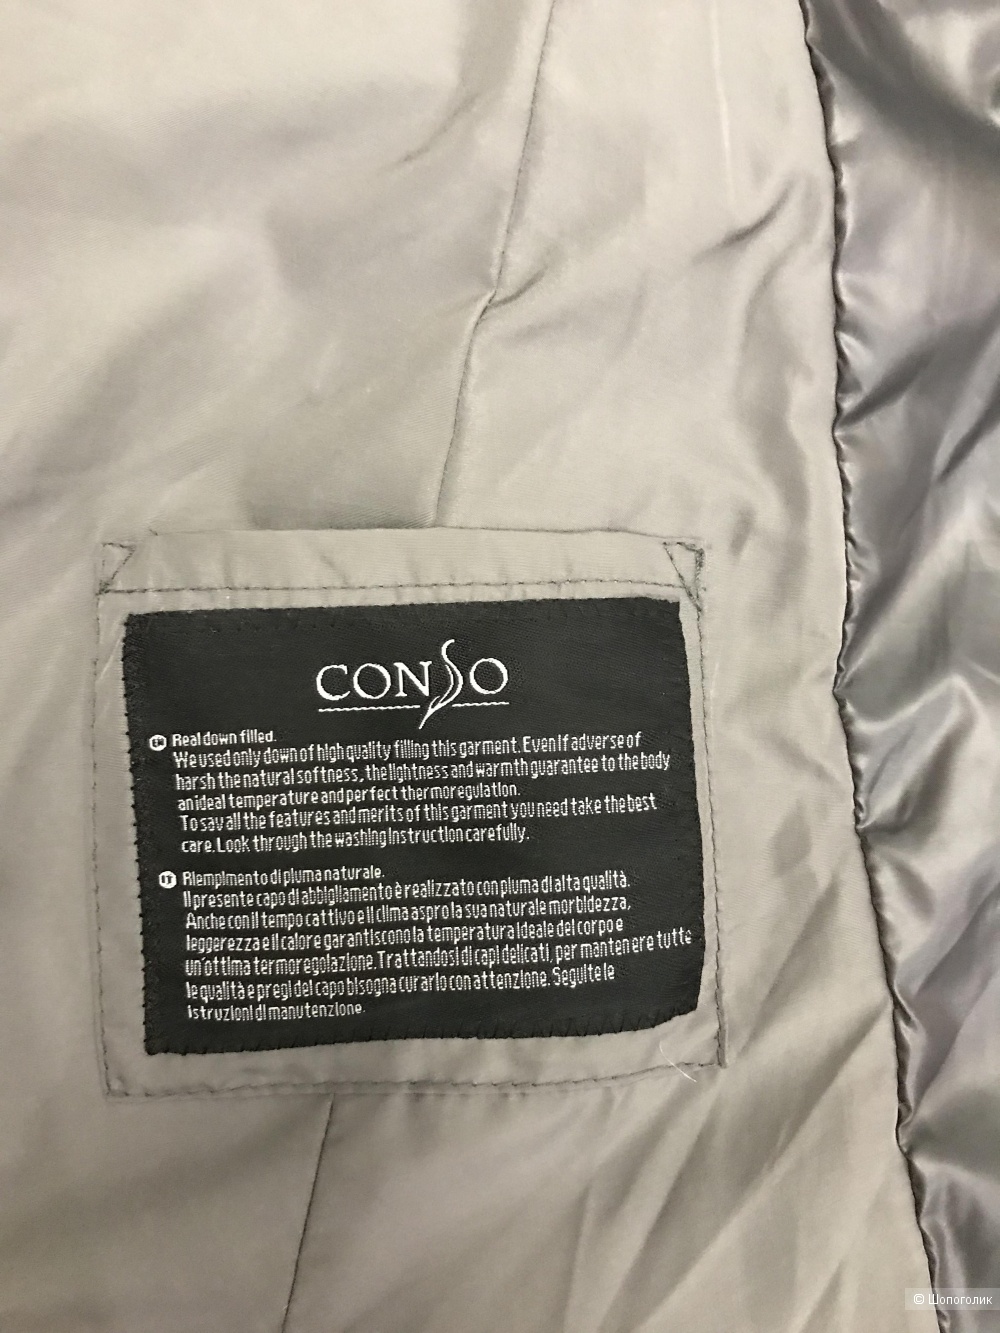 CONSO
EN Real down filled.
We used only down of high quality filling this garment. Even if adverse of
harsh the natural softness, the lightness and warmth guarantee to the body
an ideal temperature and perfect thermoregulation.
To sav all the features and merits of this garment you need take the best
care. Look through the washing instruction carefully.
IT Riempimento di piuma naturale.
Il presente capo di abbigliamento è realizzato con piuma di alta qualità.
Anche con il tempo cattivo e il clima aspro la sua naturale morbidezza,
leggerezza e il calore garantiscono la temperatura ideale del corpo e
un'ottima termoregolazione. Trattandosi di capi delicati, per mantenere tutte
le qualità e pregi del capo bisogna curarlo con attenzione. Seguite le
istruzioni di manutenzione.
© Шопоголик